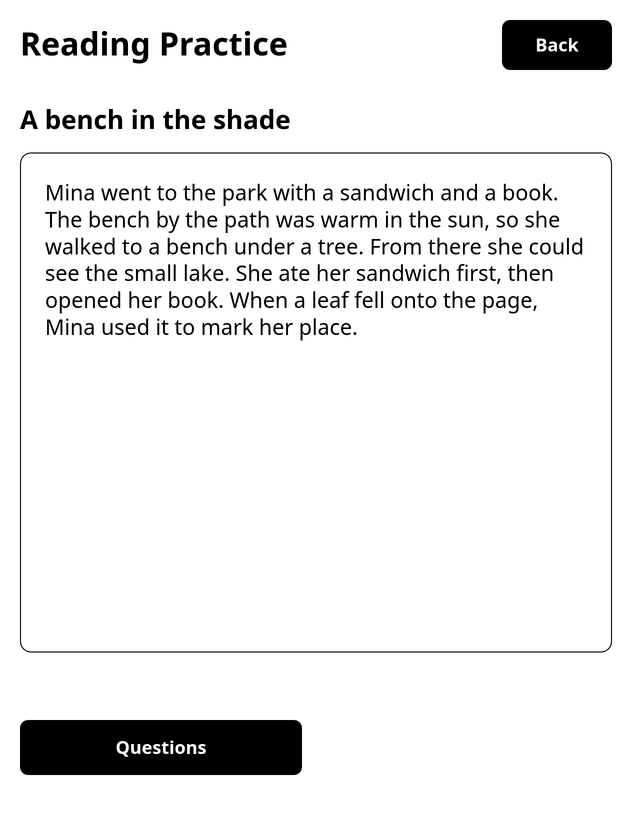 Reading Practice
Back
A bench in the shade
Mina went to the park with a sandwich and a book.
The bench by the path was warm in the sun, so she
walked to a bench under a tree. From there she could
see the small lake. She ate her sandwich first, then
opened her book. When a leaf fell onto the page,
Mina used it to mark her place.
Questions